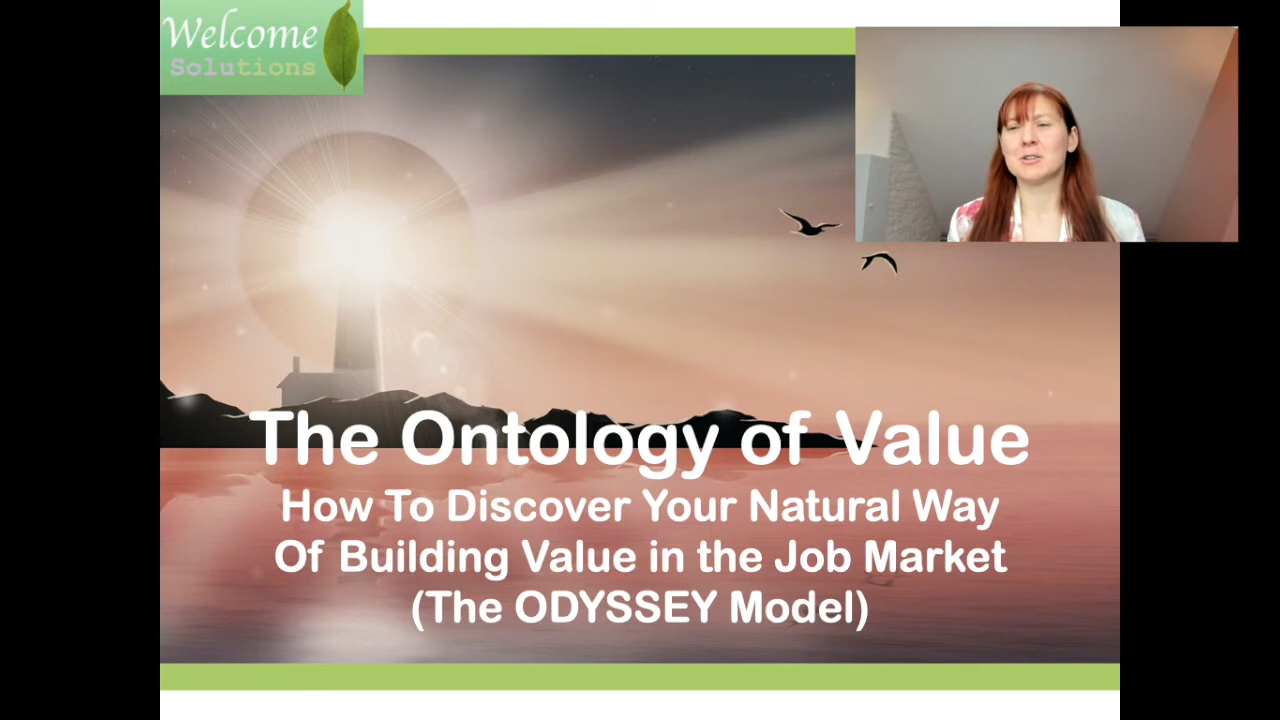 Welcome
Solutions
The Ontology of Value
How To Discover Your Natural Way
Of Building Value in the Job Market
(The ODYSSEY Model)